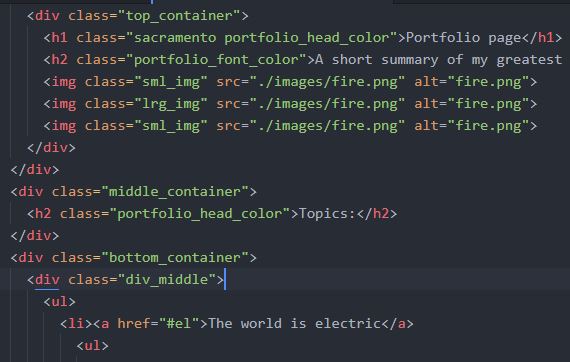 <div class="top_container">
<h1 class="sacramento portfolio_head_color">Portfolio page</h1>
<h2 class="portfolio_font_color">A short summary of my greatest
<img class="sml_img" src="./images/fire.png" alt="fire.png">
<img class="lrg_img" src="./images/fire.png" alt="fire.png">
<img class="sml_img" src="./images/fire.png" alt="fire.png">
</div>
</div>
<div class="middle_container">
<h2 class="portfolio_head_color">Topics:</h2>
</div>
<div class="bottom_container">
<div class="div_middle">
<ul>
<li><a href="#el">The world is electric</a>
<ul>